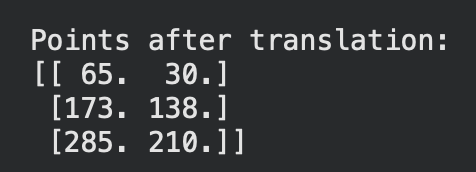 Points after translation:
[[ 65.  30.]
 [173. 138.]
 [285. 210.]]